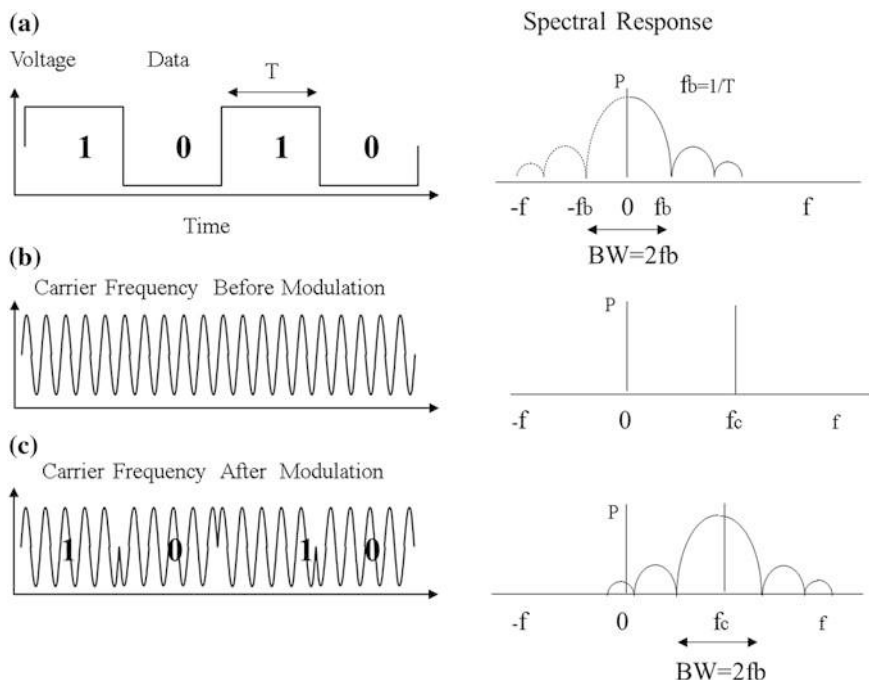 (a)
Spectral Response
Voltage Data T
P fb=1/T
1 0 1 0
-f -fb 0 fb f
Time
BW=2fb
(b)
Carrier Frequency Before Modulation
P
-f 0 fc f
(c)
Carrier Frequency After Modulation
P
1 0 1 0
-f 0 fc f
BW=2fb